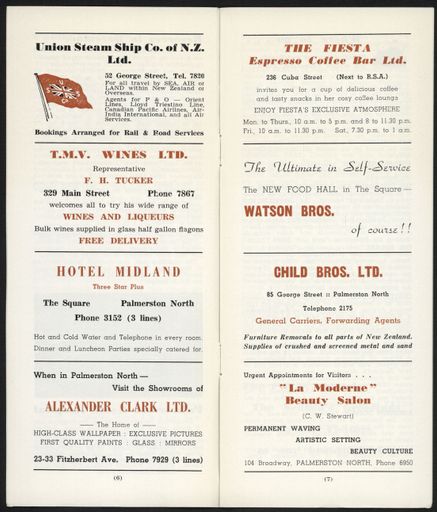 Union Steam Ship Co. of N.Z.
Ltd.
52 George Street, Tel. 7820
For all travel by SEA, AIR or
LAND within New Zealand or
Overseas.
Agents for P & O — Orient
Lines, Lloyd Triestino Line,
Canadian Pacific Airlines, Air-
India International, and all Air
Services.
Bookings Arranged for Rail & Road Services
T.M.V. WINES LTD.
Representative
F. H. TUCKER
329 Main Street Phone 7867
welcomes all to try his wide range of
WINES AND LIQUEURS
Bulk wines supplied in glass half gallon flagons
FREE DELIVERY
HOTEL MIDLAND
Three Star Plus
The Square Palmerston North
Phone 3152 (3 lines)
Hot and Cold Water and Telephone in every room.
Dinner and Luncheon Parties specially catered for.
When in Palmerston North —
Visit the Showrooms of
ALEXANDER CLARK LTD.
— The Home of —
HIGH-CLASS WALLPAPER : EXCLUSIVE PICTURES
FIRST QUALITY PAINTS : GLASS : MIRRORS
23-33 Fitzherbert Ave. Phone 7929 (3 lines)
(6)
THE FIESTA
Espresso Coffee Bar Ltd.
236 Cuba Street (Next to R.S.A.)
invites you for a cup of delicious coffee
and tasty snacks in her cosy coffee lounge
ENJOY FIESTA'S EXCLUSIVE ATMOSPHERE
Mon. to Thurs., 10 a.m. to 5 p.m. and 8 to 11.30 p.m.
Fri., 10 a.m. to 11.30 p.m. Sat., 7.30 p.m. to 1 a.m.
The Ultimate in Self-Service
The NEW FOOD HALL in The Square —
WATSON BROS.
of course!!
CHILD BROS. LTD.
85 George Street :: Palmerston North
Telephone 2175
General Carriers, Forwarding Agents
Furniture Removals to all parts of New Zealand.
Supplies of crushed and screened metal and sand
Urgent Appointments for Visitors . . .
"La Moderne"
Beauty Salon
(C. W. Stewart)
PERMANENT WAVING
ARTISTIC SETTING
BEAUTY CULTURE
104 Broadway, PALMERSTON NORTH, Phone 6950
(7)